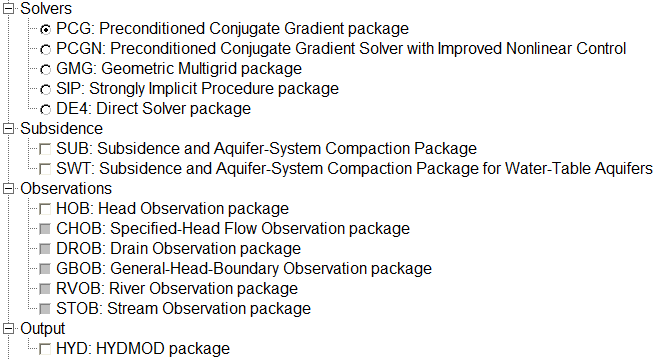 Solvers
PCG: Preconditioned Conjugate Gradient package
PCGN: Preconditioned Conjugate Gradient Solver with Improved Nonlinear Control
GMG: Geometric Multigrid package
SIP: Strongly Implicit Procedure package
DE4: Direct Solver package
Subsidence
SUB: Subsidence and Aquifer-System Compaction Package
SWT: Subsidence and Aquifer-System Compaction Package for Water-Table Aquifers
Observations
HOB: Head Observation package
CHOB: Specified-Head Flow Observation package
DROB: Drain Observation package
GBOB: General-Head-Boundary Observation package
RVOB: River Observation package
STOB: Stream Observation package
Output
HYD: HYDMOD package